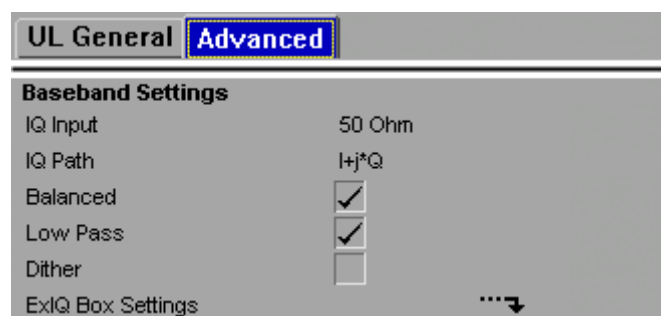 UL General Advanced
Baseband Settings
IQ Input 50 Ohm
IQ Path I+j*Q
Balanced
Low Pass
Dither
ExIQ Box Settings